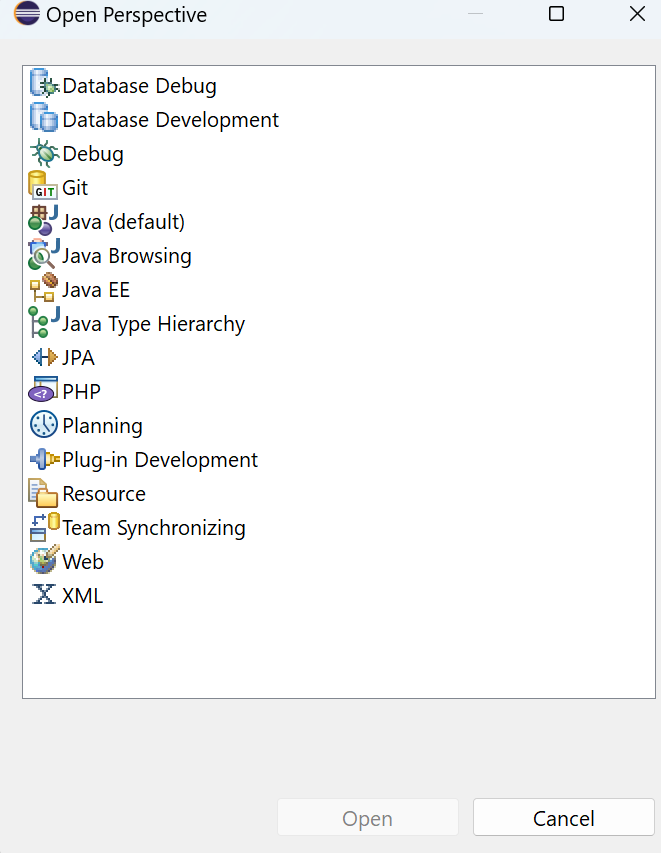 Open Perspective
Database Debug
Database Development
Debug
GIT Git
Java (default)
Java Browsing
Java EE
Java Type Hierarchy
JPA
<? PHP
Planning
Plug-in Development
Resource
Team Synchronizing
Web
X XML
Open Cancel